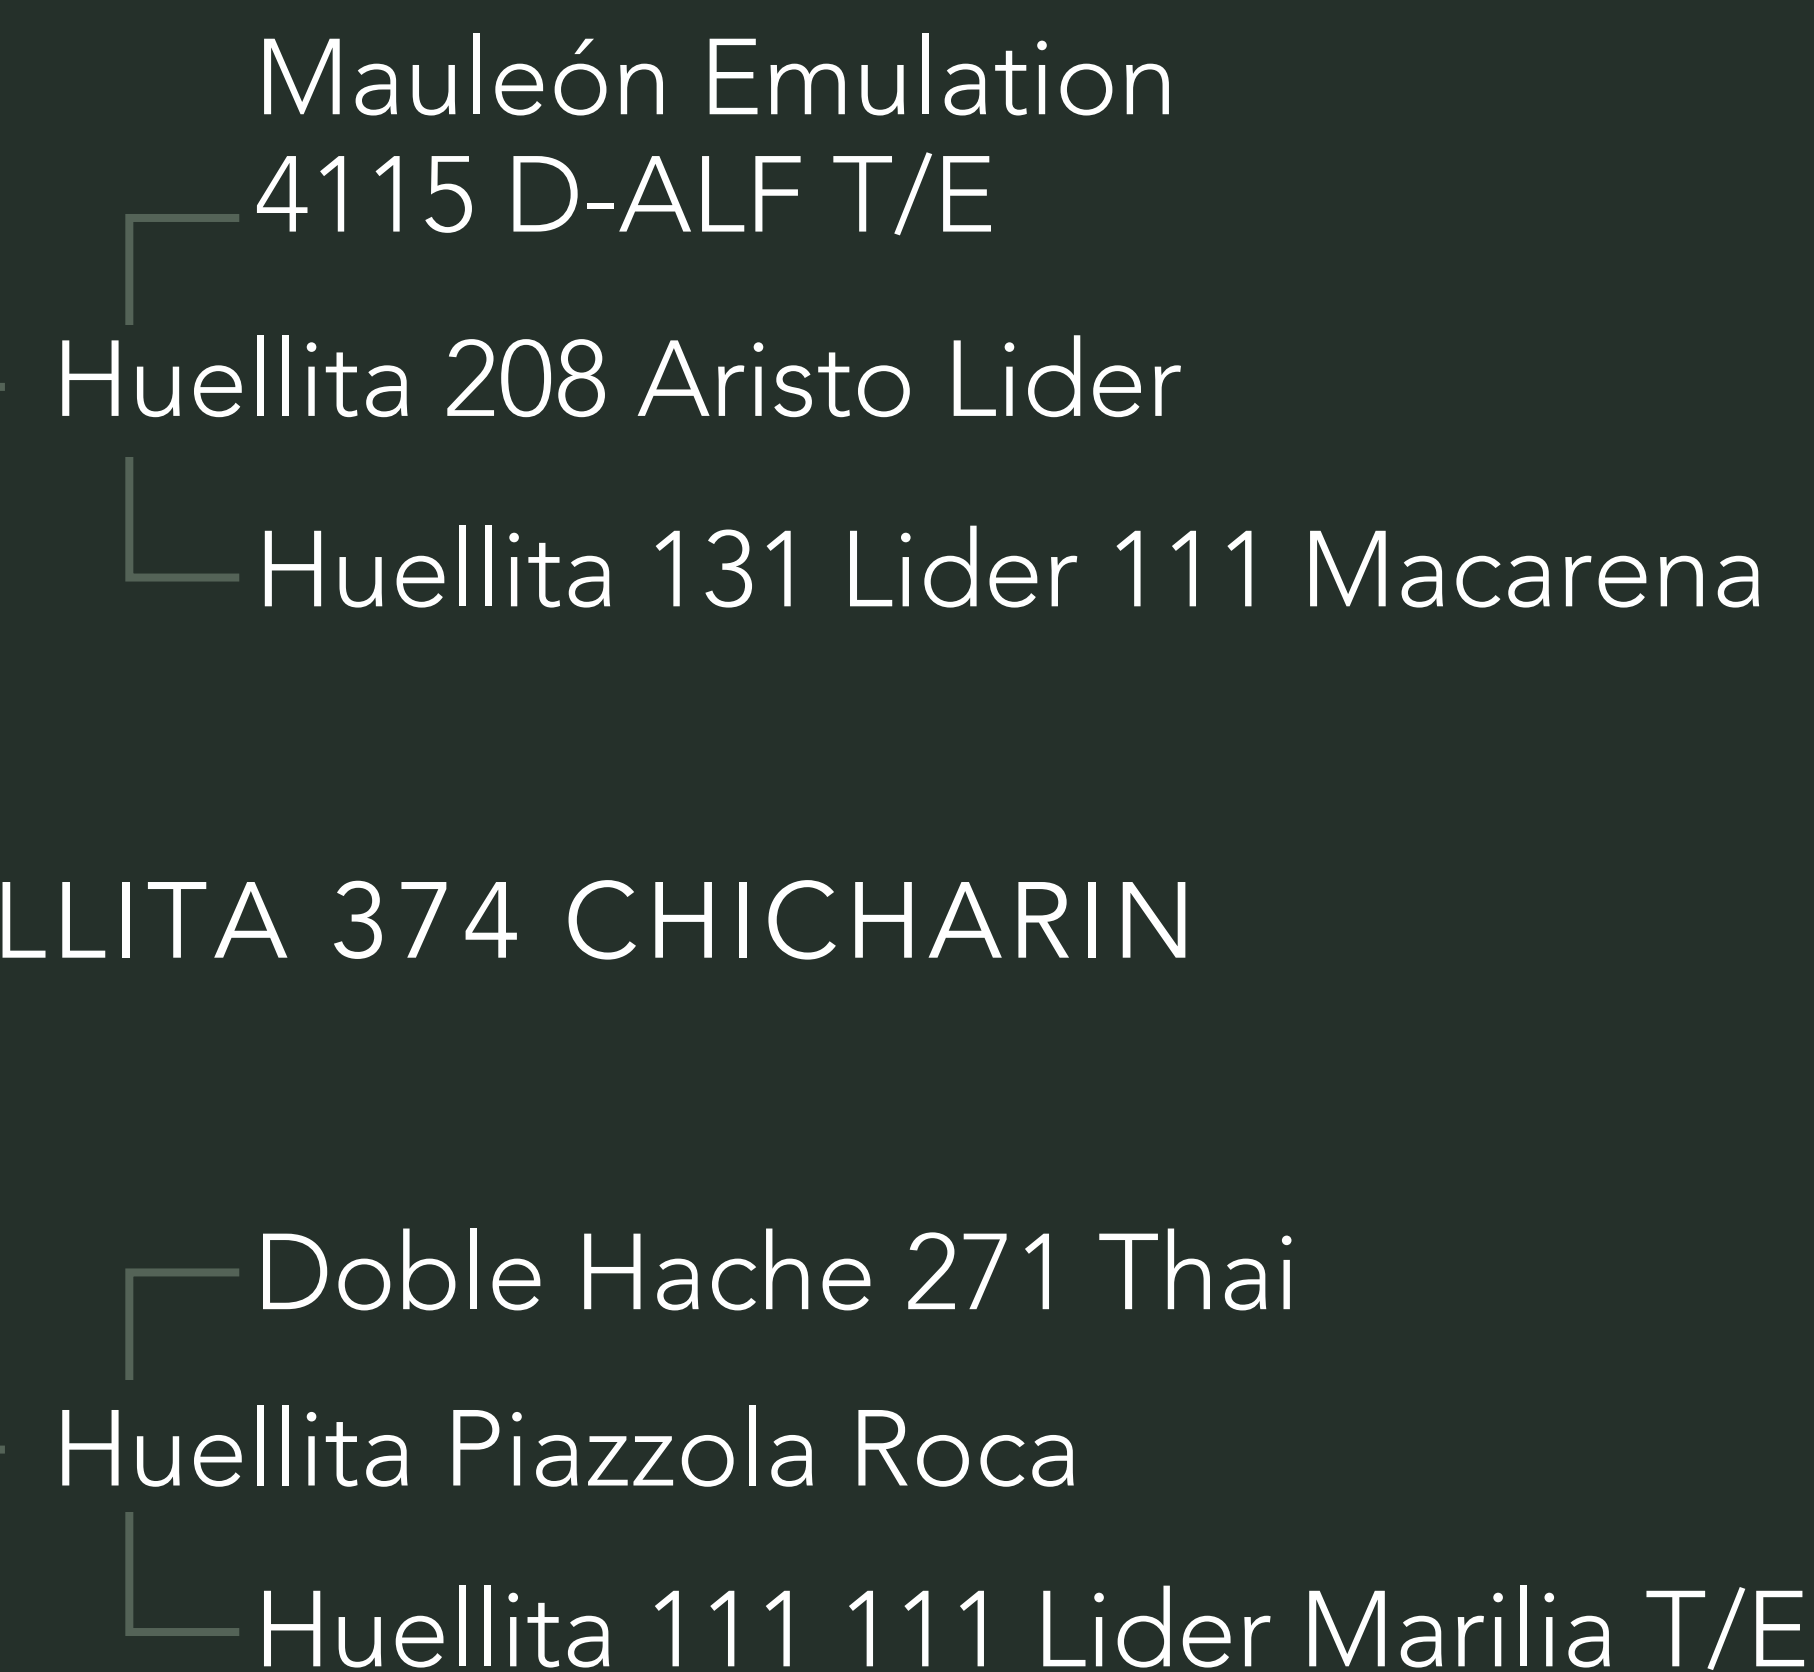 Mauleón Emulation
4115 D-ALF T/E
Huellita 208 Aristo Lider
Huellita 131 Lider 111 Macarena
LLITA 374 CHICHARIN
Doble Hache 271 Thai
Huellita Piazzola Roca
Huellita 111 111 Lider Marilia T/E